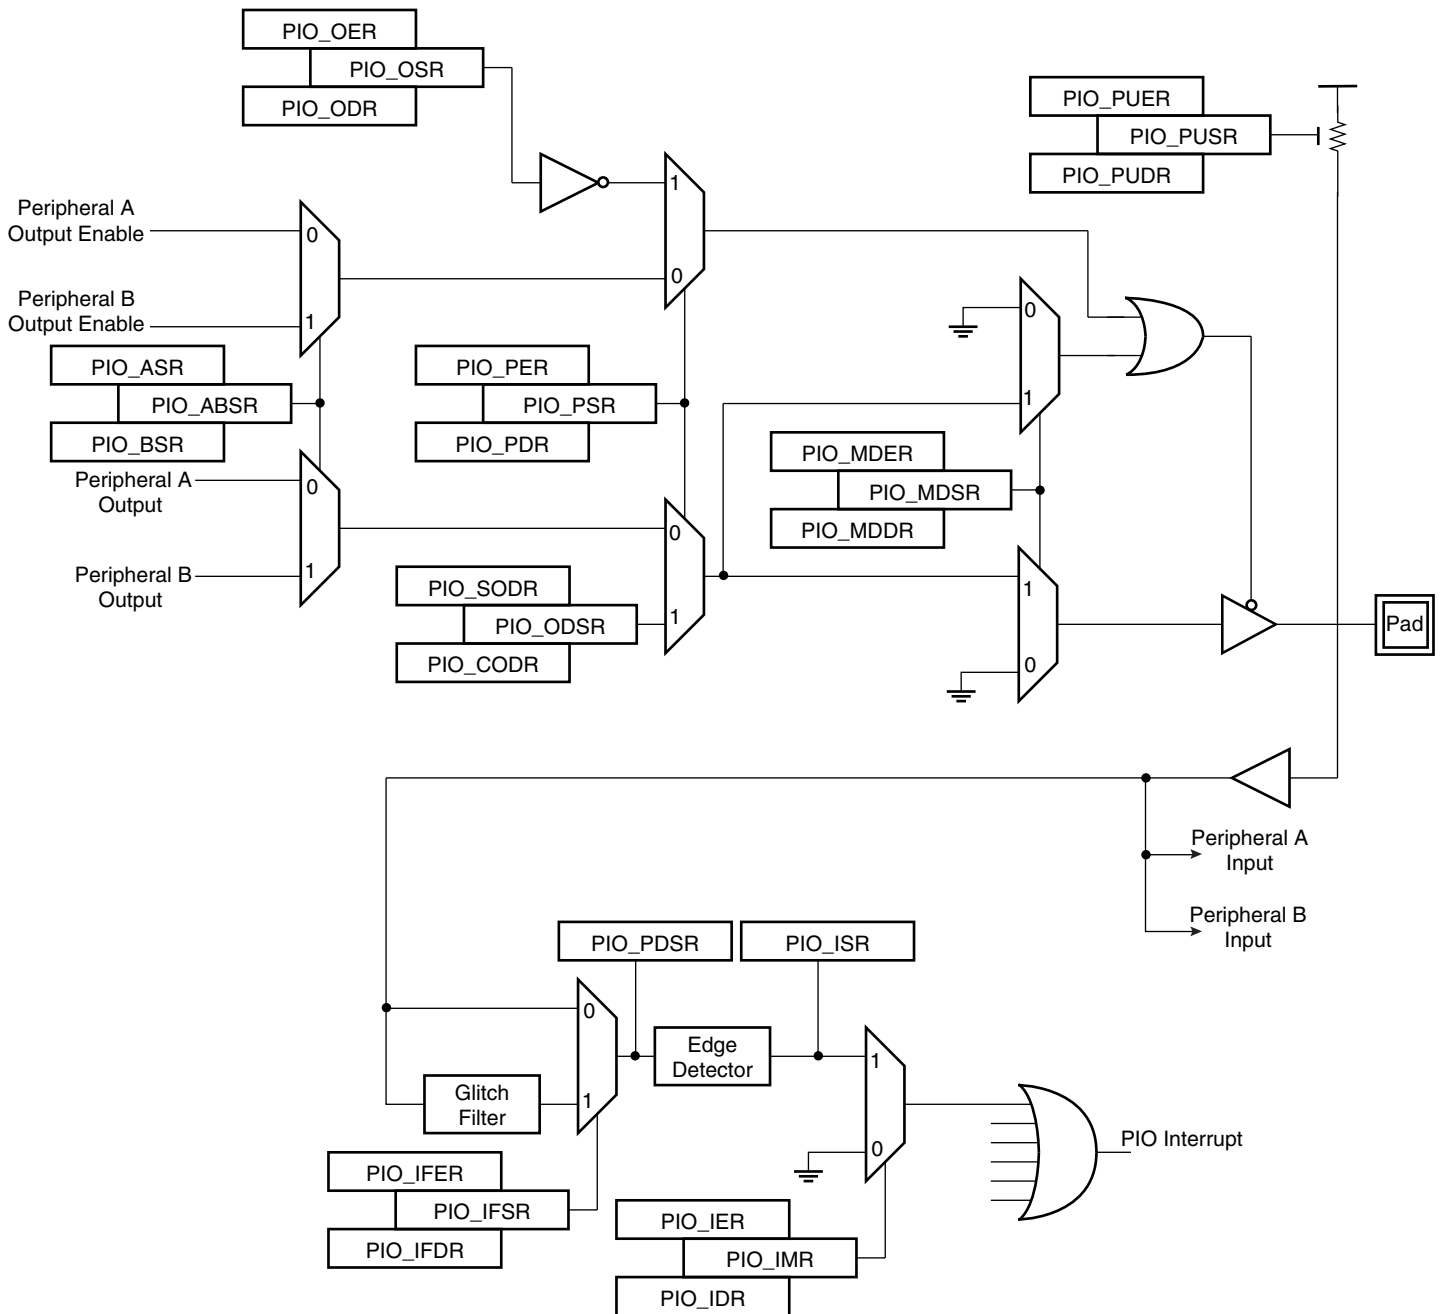 PIO_OER
PIO_OSR
PIO_ODR
PIO_PUER
PIO_PUSR
PIO_PUDR
1
Peripheral A
Output Enable
0
0
Peripheral B
Output Enable
1
0
PIO_ASR
PIO_ABSR
PIO_BSR
PIO_PER
PIO_PSR
PIO_PDR
1
PIO_MDER
PIO_MDSR
PIO_MDDR
Peripheral A
Output
0
0
Peripheral B
Output
1
PIO_SODR
PIO_ODSR
PIO_CODR
1
1
0
Pad
Peripheral A
Input
Peripheral B
Input
PIO_PDSR
PIO_ISR
0
Edge
Detector
1
Glitch
Filter
1
0
PIO Interrupt
PIO_IFER
PIO_IFSR
PIO_IFDR
PIO_IER
PIO_IMR
PIO_IDR